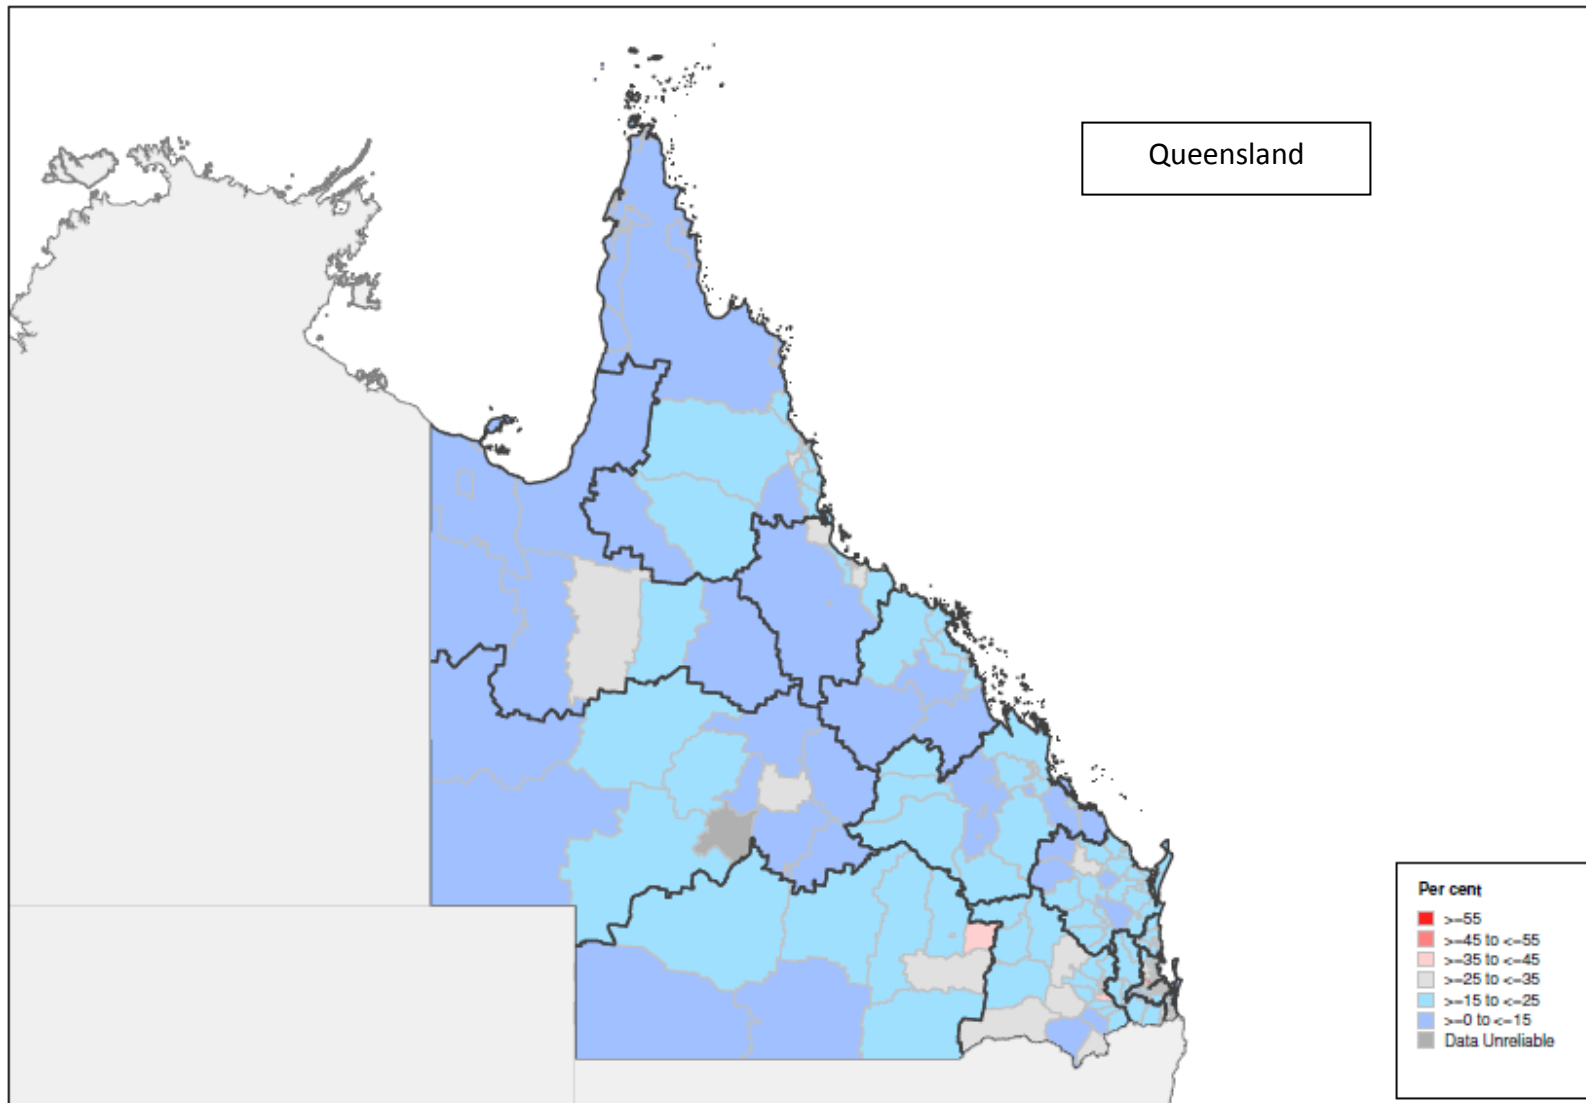 Queensland
Per cent
>=55
>=45 to <=55
>=35 to <=45
>=25 to <=35
>=15 to <=25
>=0 to <=15
Data Unreliable